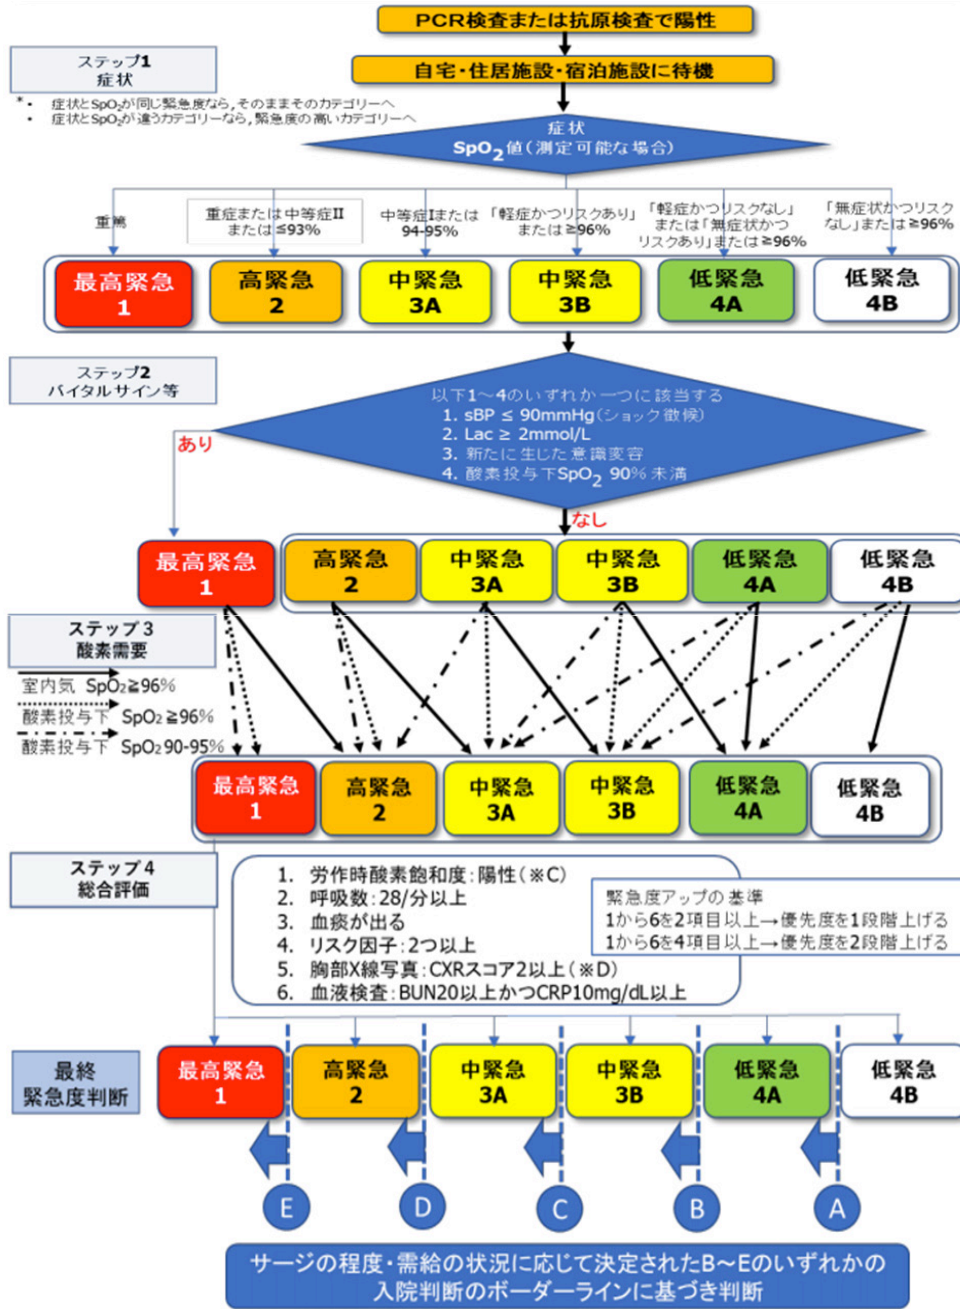 PCR検査または抗原検査で陽性
ステップ1
症状
自宅・住居施設・宿泊施設に待機
*・ 症状とSpO₂が同じ緊急度なら,そのままそのカテゴリーへ
・ 症状とSpO₂が違うカテゴリーなら,緊急度の高いカテゴリーへ
症状
SpO₂値(測定可能な場合)
重篤
重症または中等症II
または≦93%
中等症Iまたは
94-95%
「軽症かつリスクあり」
または≧96%
「軽症かつリスクなし」
または「無症状かつ
リスクあり」または≧96%
「無症状かつリスク
なし」または≧96%
最高緊急
1
高緊急
2
中緊急
3A
中緊急
3B
低緊急
4A
低緊急
4B
ステップ2
バイタルサイン等
以下1～4のいずれか一つに該当する
1. sBP ≤ 90mmHg(ショック徴候)
2. Lac ≥ 2mmol/L
3. 新たに生じた意識変容
4. 酸素投与下SpO₂ 90%未満
あり
なし
最高緊急
1
高緊急
2
中緊急
3A
中緊急
3B
低緊急
4A
低緊急
4B
ステップ3
酸素需要
室内気 SpO₂≧96%
酸素投与下 SpO₂≧96%
酸素投与下 SpO₂90-95%
最高緊急
1
高緊急
2
中緊急
3A
中緊急
3B
低緊急
4A
低緊急
4B
ステップ4
総合評価
1. 労作時酸素飽和度:陽性(※C)
2. 呼吸数:28/分以上
3. 血痰が出る
4. リスク因子:2つ以上
5. 胸部X線写真:CXRスコア2以上(※D)
6. 血液検査:BUN20以上かつCRP10mg/dL以上
緊急度アップの基準
1から6を2項目以上→優先度を1段階上げる
1から6を4項目以上→優先度を2段階上げる
最終
緊急度判断
最高緊急
1
高緊急
2
中緊急
3A
中緊急
3B
低緊急
4A
低緊急
4B
E
D
C
B
A
サージの程度・需給の状況に応じて決定されたB～Eのいずれかの
入院判断のボーダーラインに基づき判断